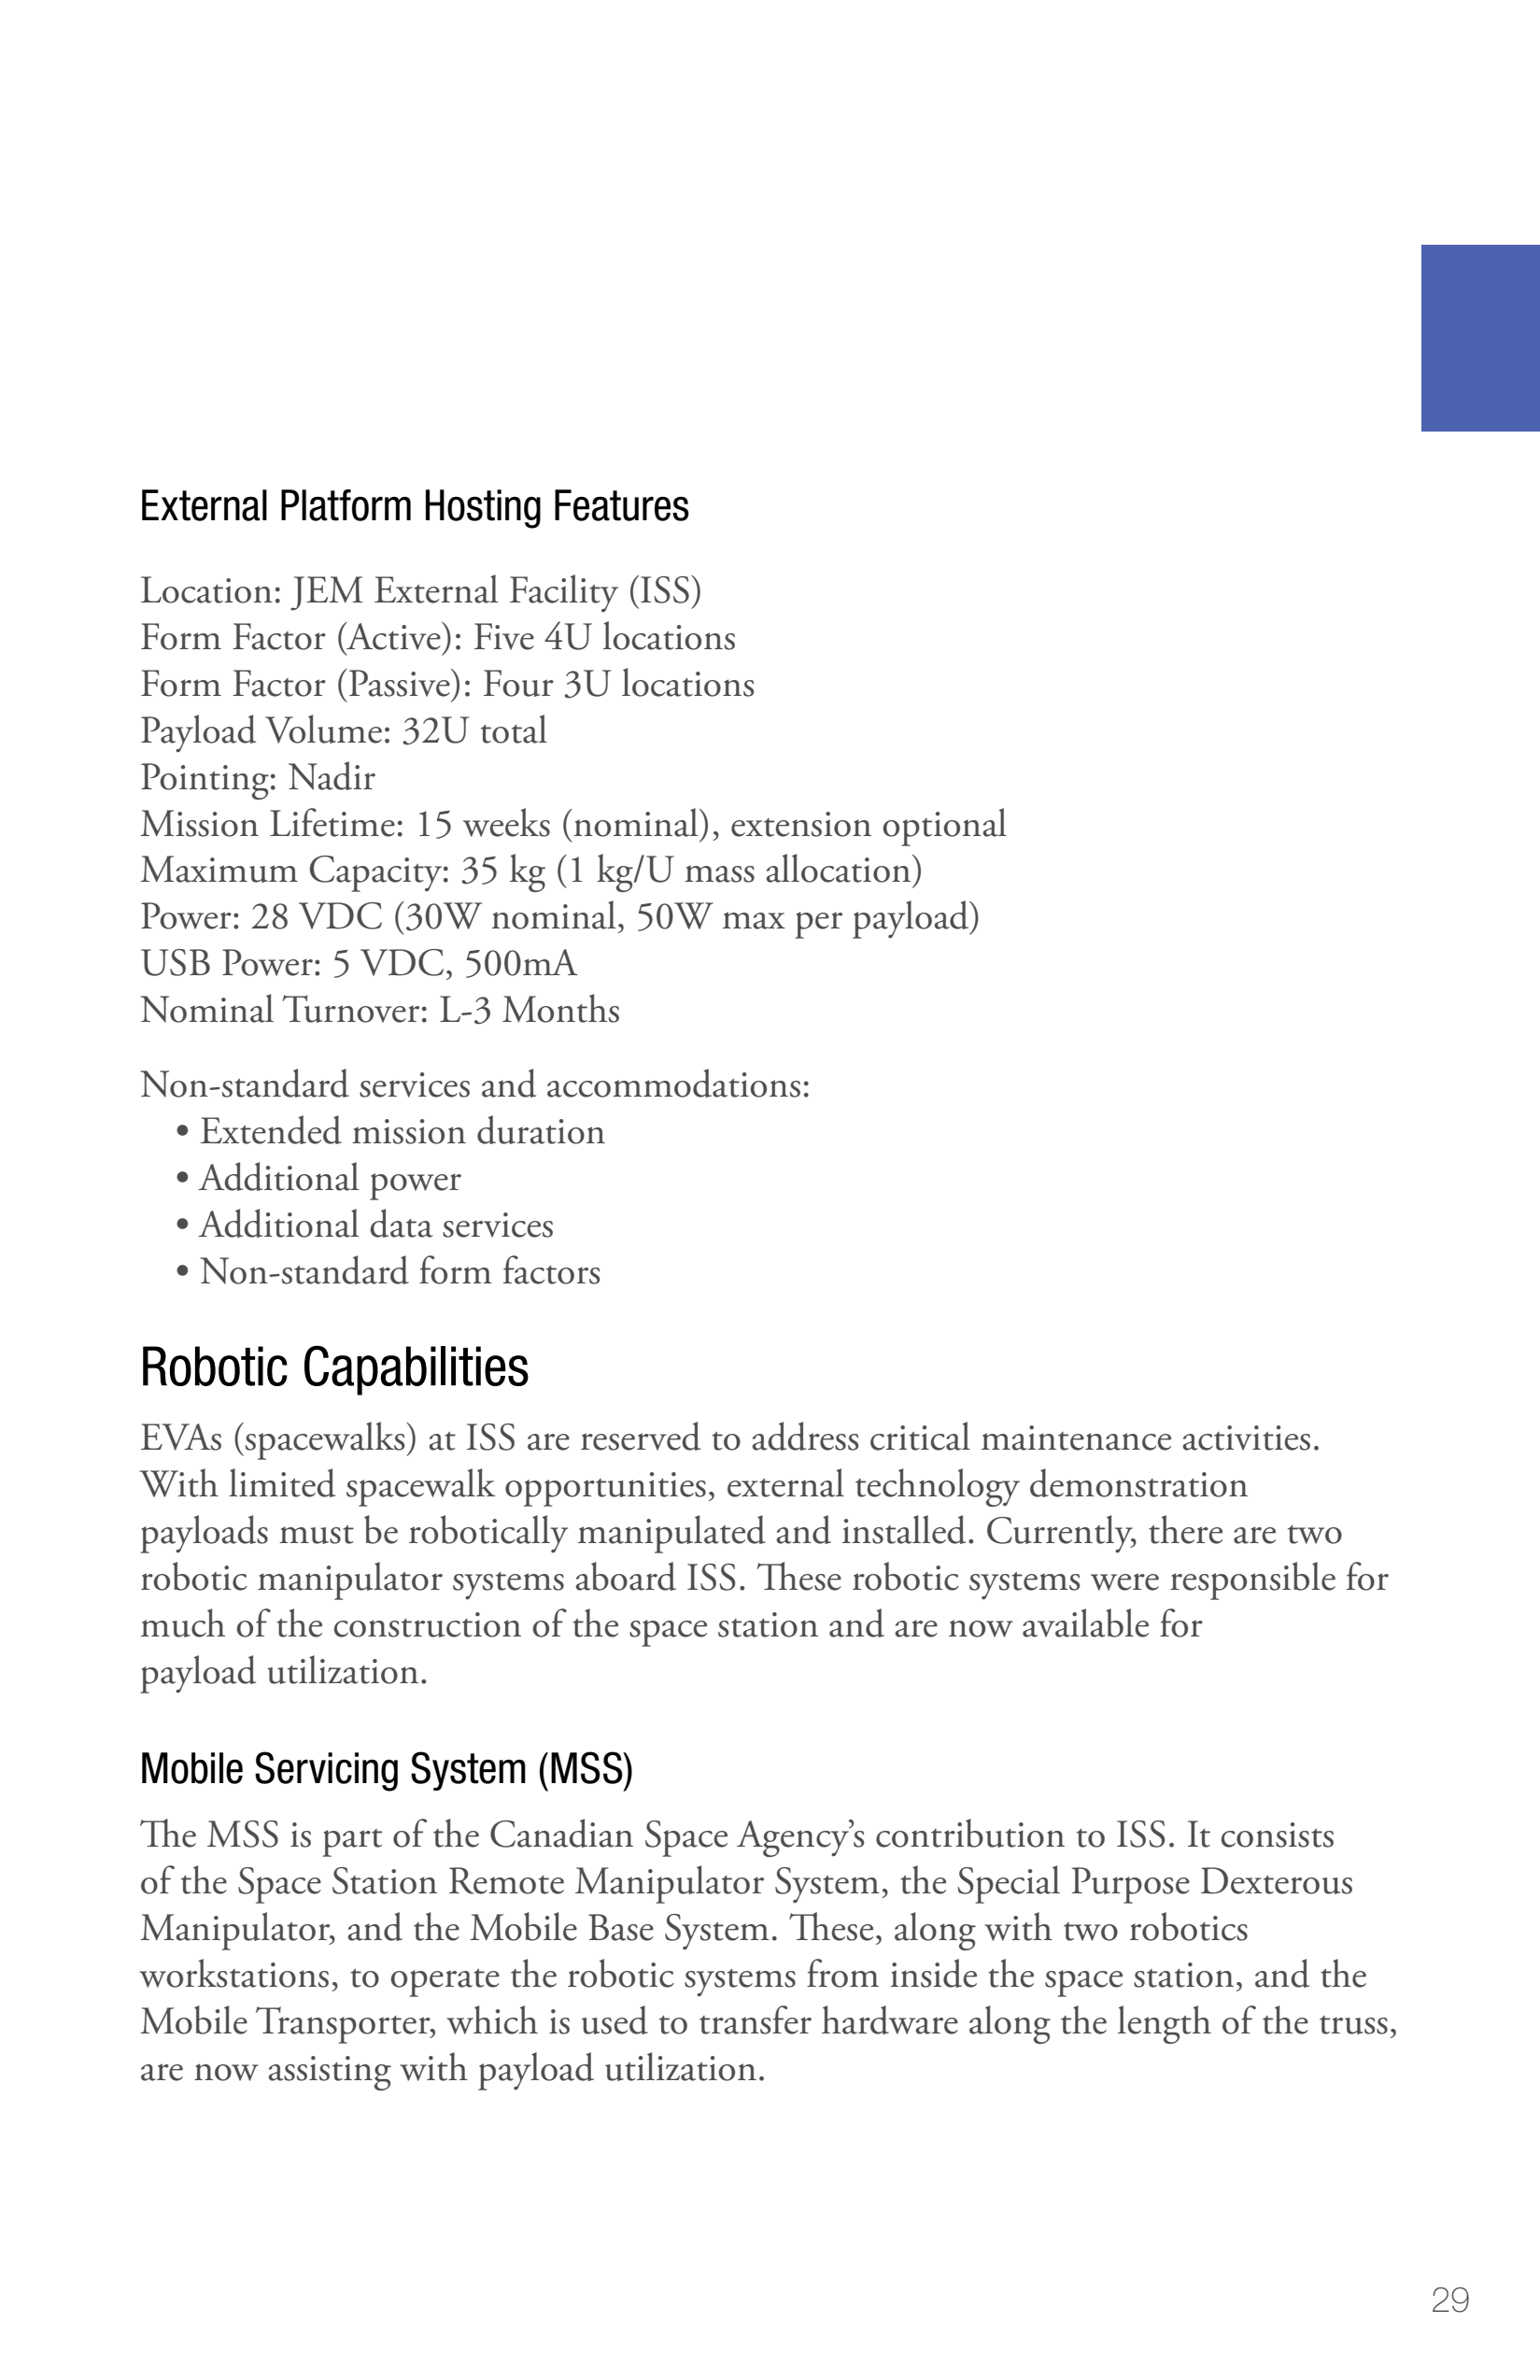 External Platform Hosting Features
Location: JEM External Facility (ISS)
Form Factor (Active): Five 4U locations
Form Factor (Passive): Four 3U locations
Payload Volume: 32U total
Pointing: Nadir
Mission Lifetime: 15 weeks (nominal), extension optional
Maximum Capacity: 35 kg (1 kg/U mass allocation)
Power: 28 VDC (30W nominal, 50W max per payload)
USB Power: 5 VDC, 500mA
Nominal Turnover: L-3 Months
Non-standard services and accommodations:
• Extended mission duration
• Additional power
• Additional data services
• Non-standard form factors
Robotic Capabilities
EVAs (spacewalks) at ISS are reserved to address critical maintenance activities.
With limited spacewalk opportunities, external technology demonstration
payloads must be robotically manipulated and installed. Currently, there are two
robotic manipulator systems aboard ISS. These robotic systems were responsible for
much of the construction of the space station and are now available for
payload utilization.
Mobile Servicing System (MSS)
The MSS is part of the Canadian Space Agency’s contribution to ISS. It consists
of the Space Station Remote Manipulator System, the Special Purpose Dexterous
Manipulator, and the Mobile Base System. These, along with two robotics
workstations, to operate the robotic systems from inside the space station, and the
Mobile Transporter, which is used to transfer hardware along the length of the truss,
are now assisting with payload utilization.
29